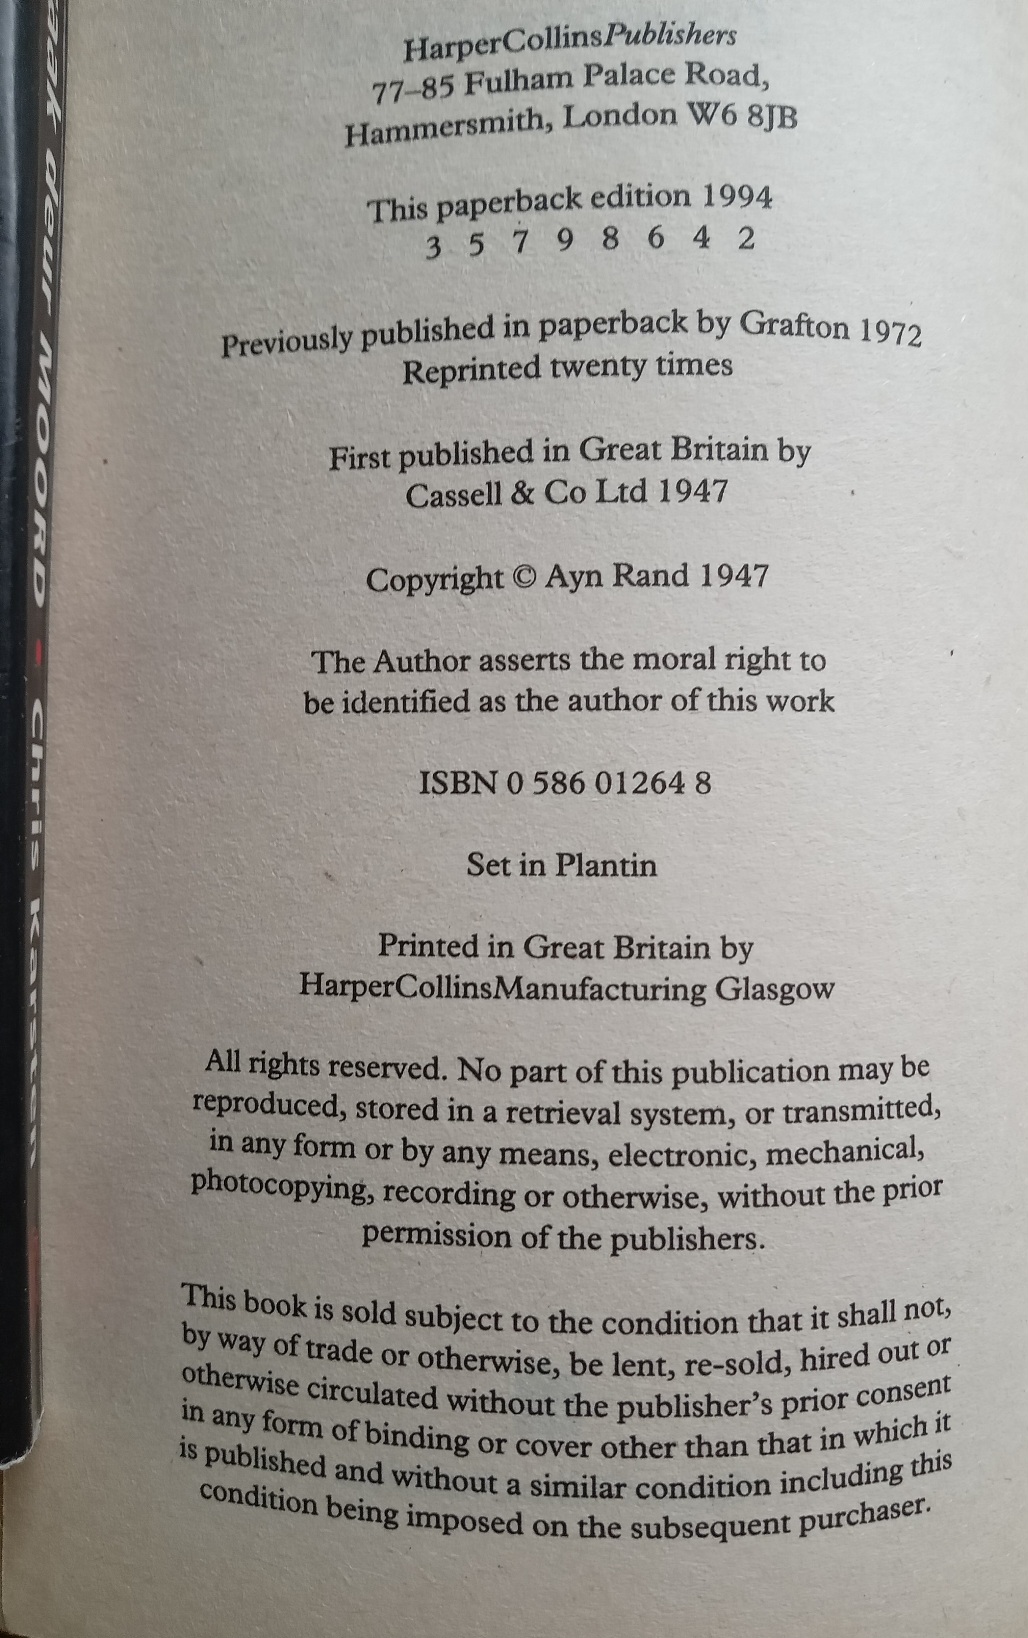 HarperCollinsPublishers
77–85 Fulham Palace Road,
Hammersmith, London W6 8JB
This paperback edition 1994
3 5 7 9 8 6 4 2
Previously published in paperback by Grafton 1972
Reprinted twenty times
First published in Great Britain by
Cassell & Co Ltd 1947
Copyright © Ayn Rand 1947
The Author asserts the moral right to
be identified as the author of this work
ISBN 0 586 01264 8
Set in Plantin
Printed in Great Britain by
HarperCollinsManufacturing Glasgow
All rights reserved. No part of this publication may be
reproduced, stored in a retrieval system, or transmitted,
in any form or by any means, electronic, mechanical,
photocopying, recording or otherwise, without the prior
permission of the publishers.
This book is sold subject to the condition that it shall not,
by way of trade or otherwise, be lent, re-sold, hired out or
otherwise circulated without the publisher's prior consent
in any form of binding or cover other than that in which it
is published and without a similar condition including this
condition being imposed on the subsequent purchaser.
deur MOORD • Chris Karsten